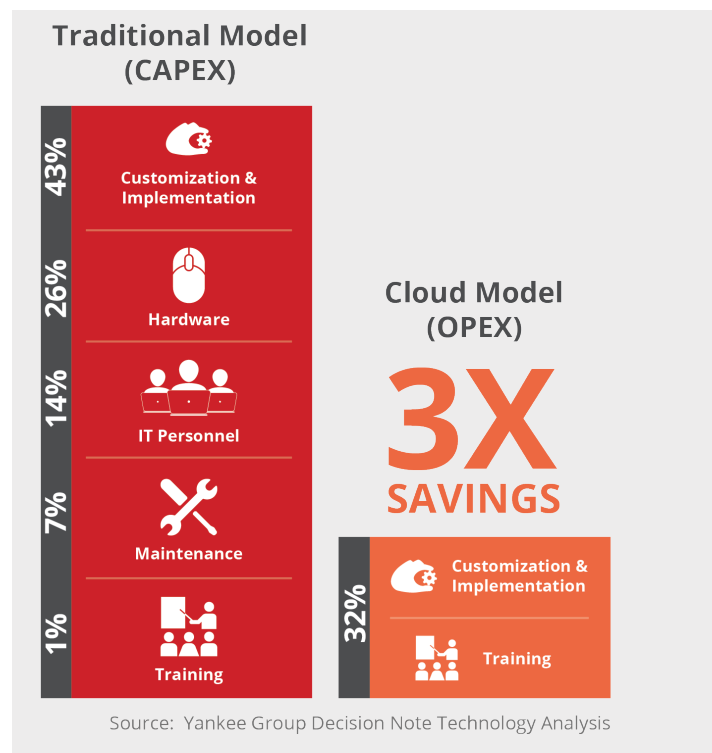 Traditional Model
(CAPEX)
43%
Customization &
Implementation
26%
Hardware
14%
IT Personnel
7%
Maintenance
1%
Training
Cloud Model
(OPEX)
3X
SAVINGS
32%
Customization &
Implementation
Training
Source: Yankee Group Decision Note Technology Analysis